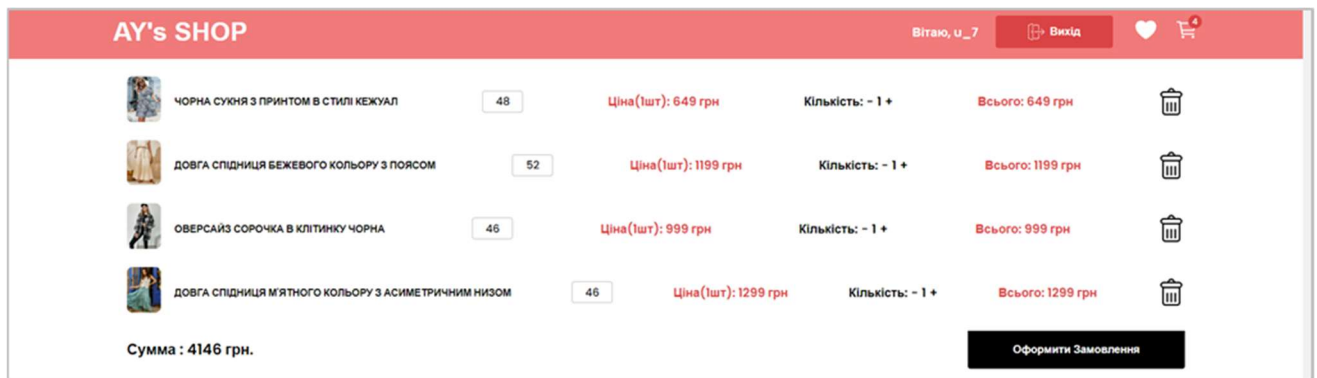 AY's SHOP Вітаю, u_7 Вихід 4
ЧОРНА СУКНЯ З ПРИНТОМ В СТИЛІ КЕЖУАЛ 48 Ціна(1шт): 649 грн Кількість: - 1 + Всього: 649 грн
ДОВГА СПІДНИЦЯ БЕЖЕВОГО КОЛЬОРУ З ПОЯСОМ 52 Ціна(1шт): 1199 грн Кількість: - 1 + Всього: 1199 грн
ОВЕРСАЙЗ СОРОЧКА В КЛІТИНКУ ЧОРНА 46 Ціна(1шт): 999 грн Кількість: - 1 + Всього: 999 грн
ДОВГА СПІДНИЦЯ М'ЯТНОГО КОЛЬОРУ З АСИМЕТРИЧНИМ НИЗОМ 46 Ціна(1шт): 1299 грн Кількість: - 1 + Всього: 1299 грн
Сумма : 4146 грн. Оформити Замовлення